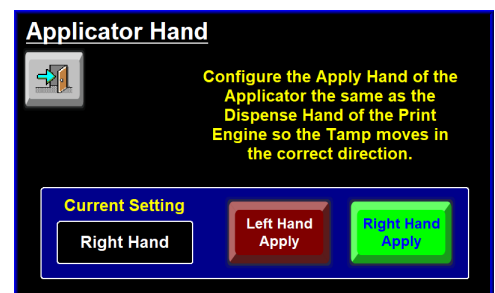 Applicator Hand
Configure the Apply Hand of the
Applicator the same as the
Dispense Hand of the Print
Engine so the Tamp moves in
the correct direction.
Current Setting
Right Hand
Left Hand
Apply
Right Hand
Apply